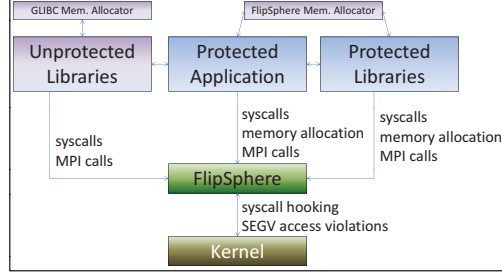 GLIBC Mem. Allocator
FlipSphere Mem. Allocator
Unprotected
Libraries
Protected
Application
Protected
Libraries
syscalls
MPI calls
syscalls
memory allocation
MPI calls
syscalls
memory allocation
MPI calls
FlipSphere
syscall hooking
SEGV access violations
Kernel